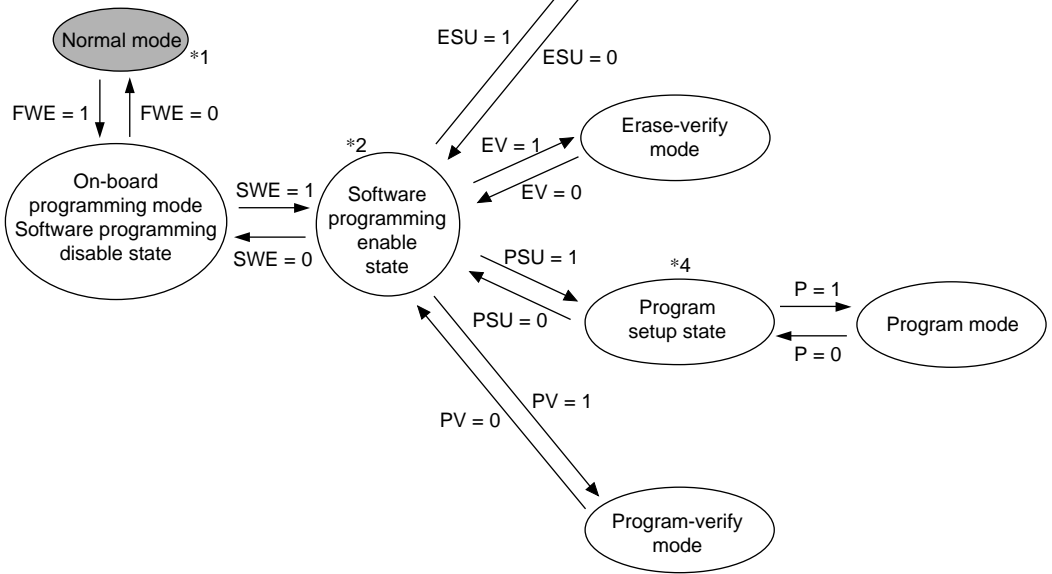 Normal mode
*1
FWE = 1
FWE = 0
On-board
programming mode
Software programming
disable state
SWE = 1
SWE = 0
*2
Software
programming
enable
state
ESU = 1
ESU = 0
EV = 1
EV = 0
Erase-verify
mode
PSU = 1
PSU = 0
*4
Program
setup state
P = 1
P = 0
Program mode
PV = 1
PV = 0
Program-verify
mode